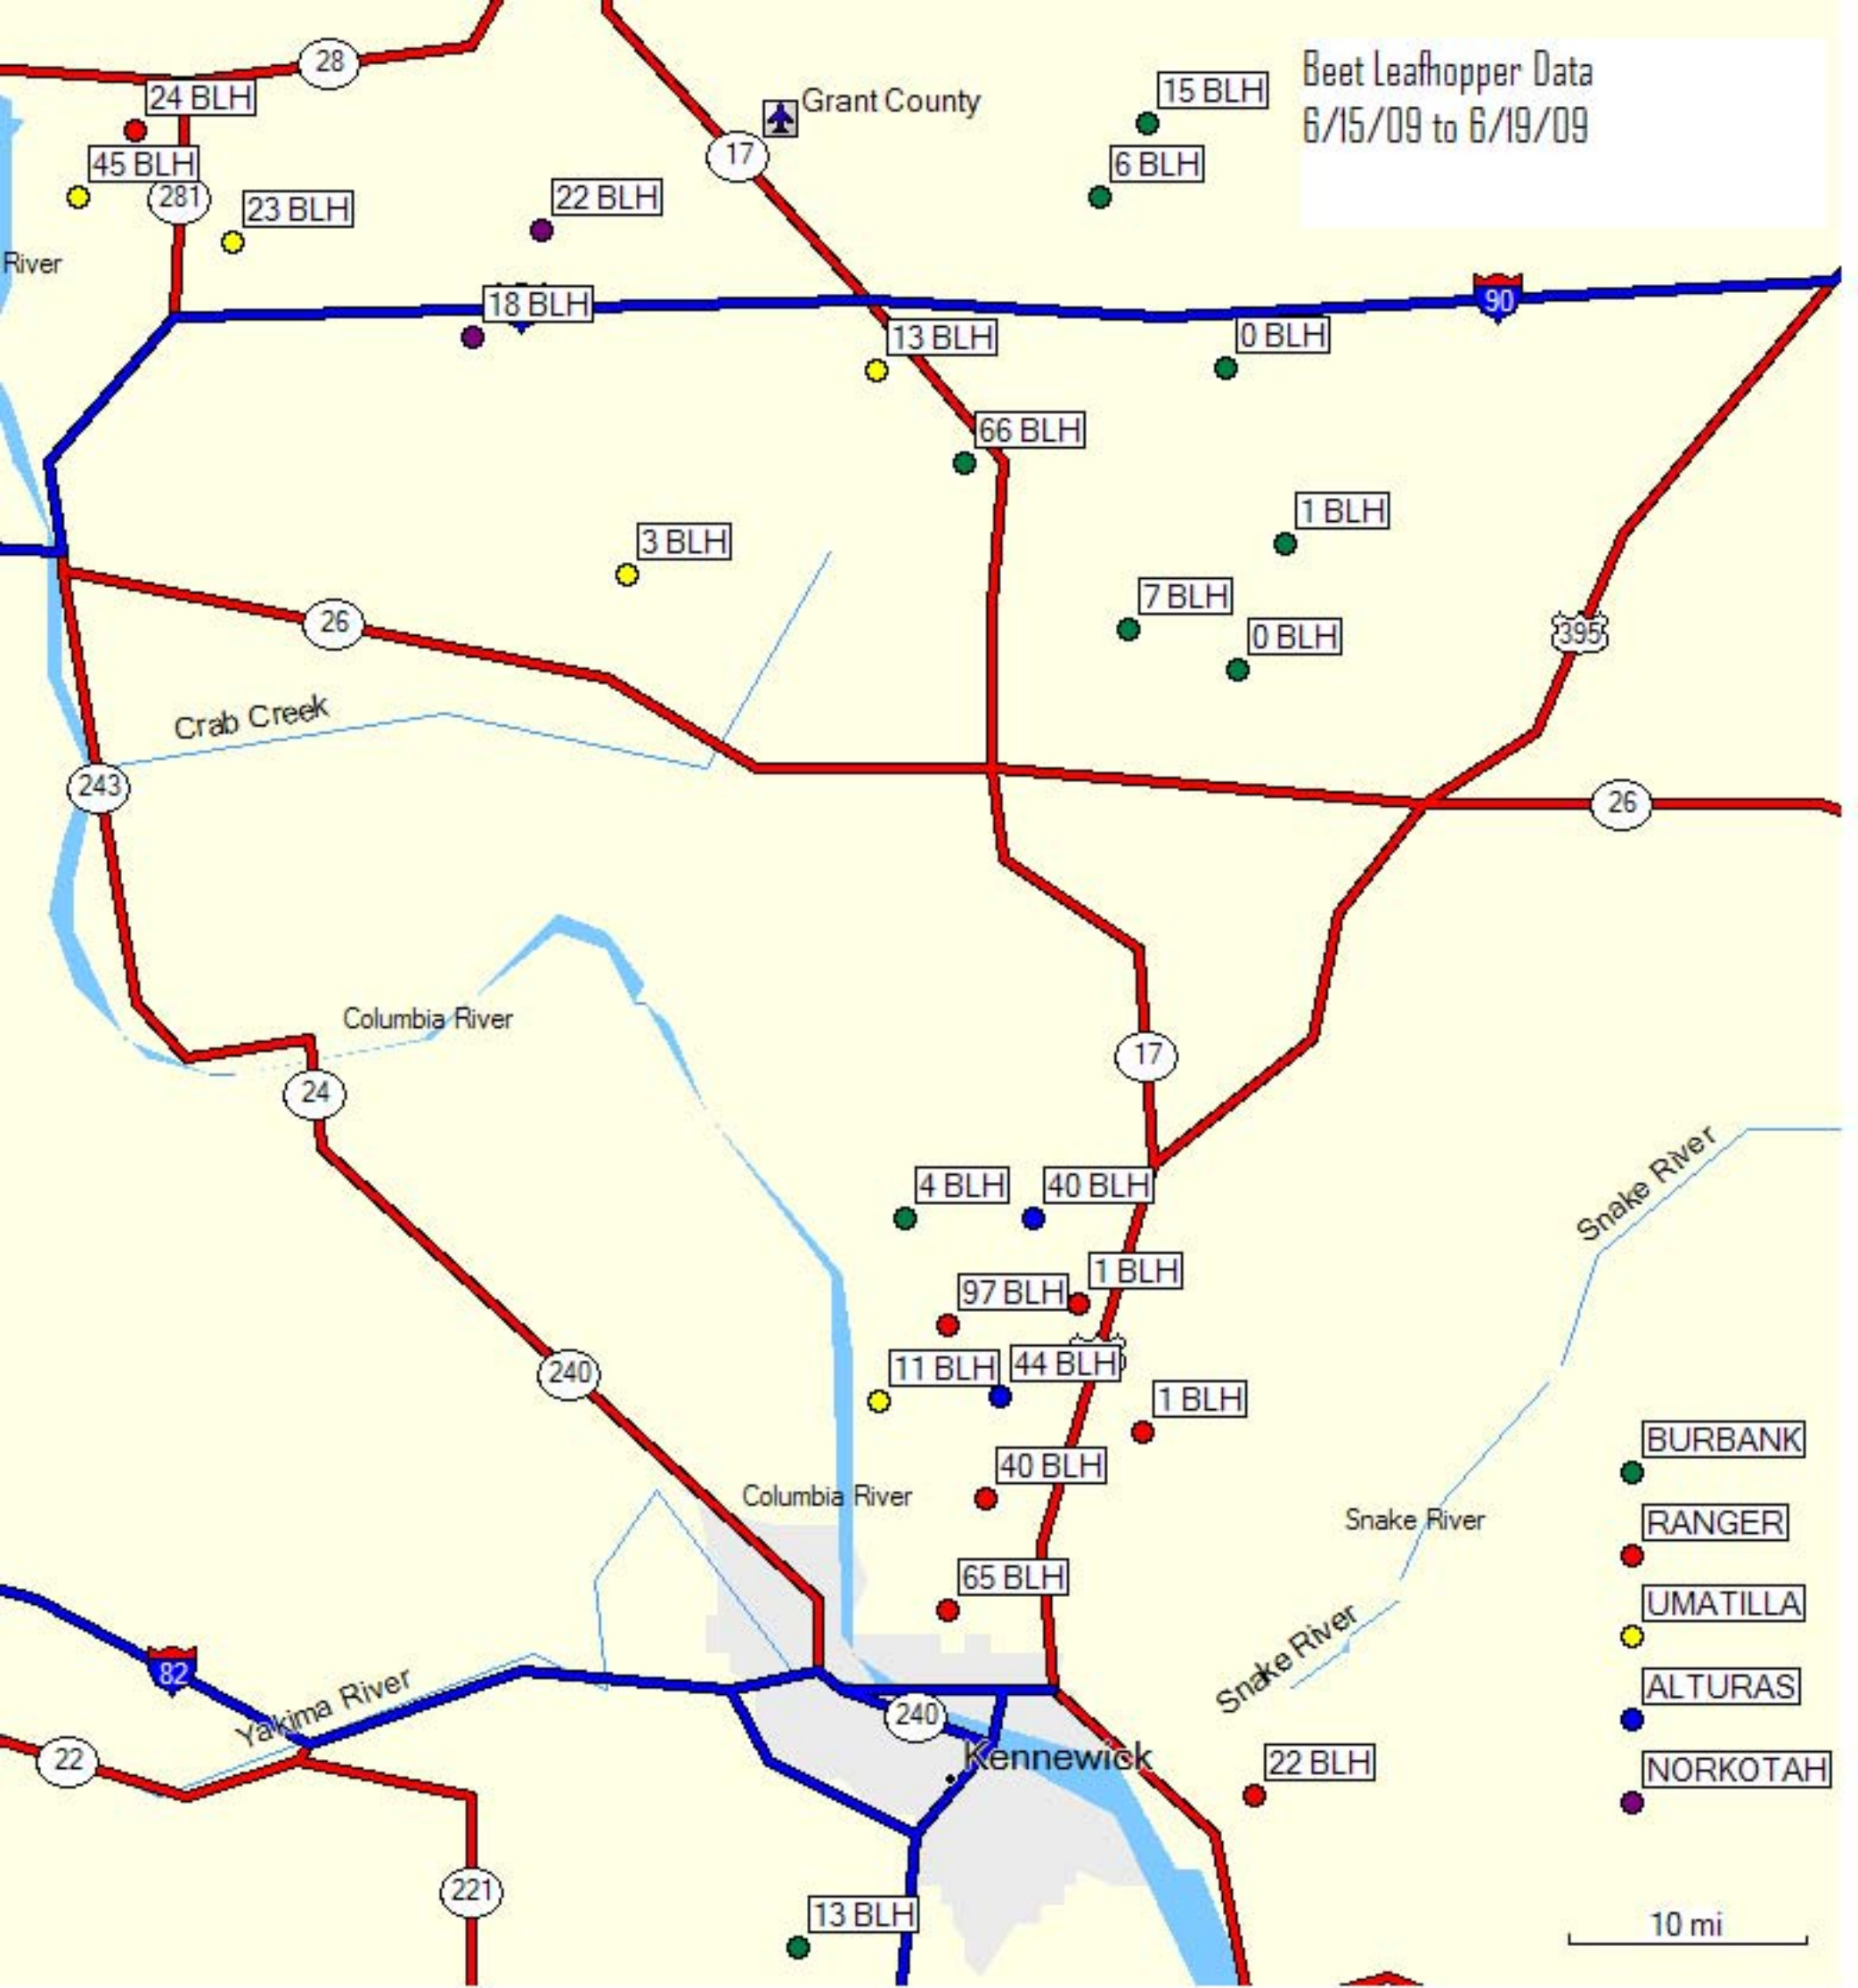 28
24 BLH
Grant County
15 BLH
Beet Leafhopper Data
6/15/09 to 6/19/09
17
45 BLH
6 BLH
281
23 BLH
22 BLH
River
18 BLH
90
13 BLH
0 BLH
66 BLH
1 BLH
3 BLH
7 BLH
26
0 BLH
395
Crab Creek
243
26
Columbia River
17
24
Snake River
4 BLH
40 BLH
1 BLH
97 BLH
11 BLH
44 BLH
240
1 BLH
BURBANK
40 BLH
Columbia River
Snake River
RANGER
65 BLH
UMATILLA
Snake River
82
Yakima River
ALTURAS
240
22
Kennewick
22 BLH
NORKOTAH
221
13 BLH
10 mi